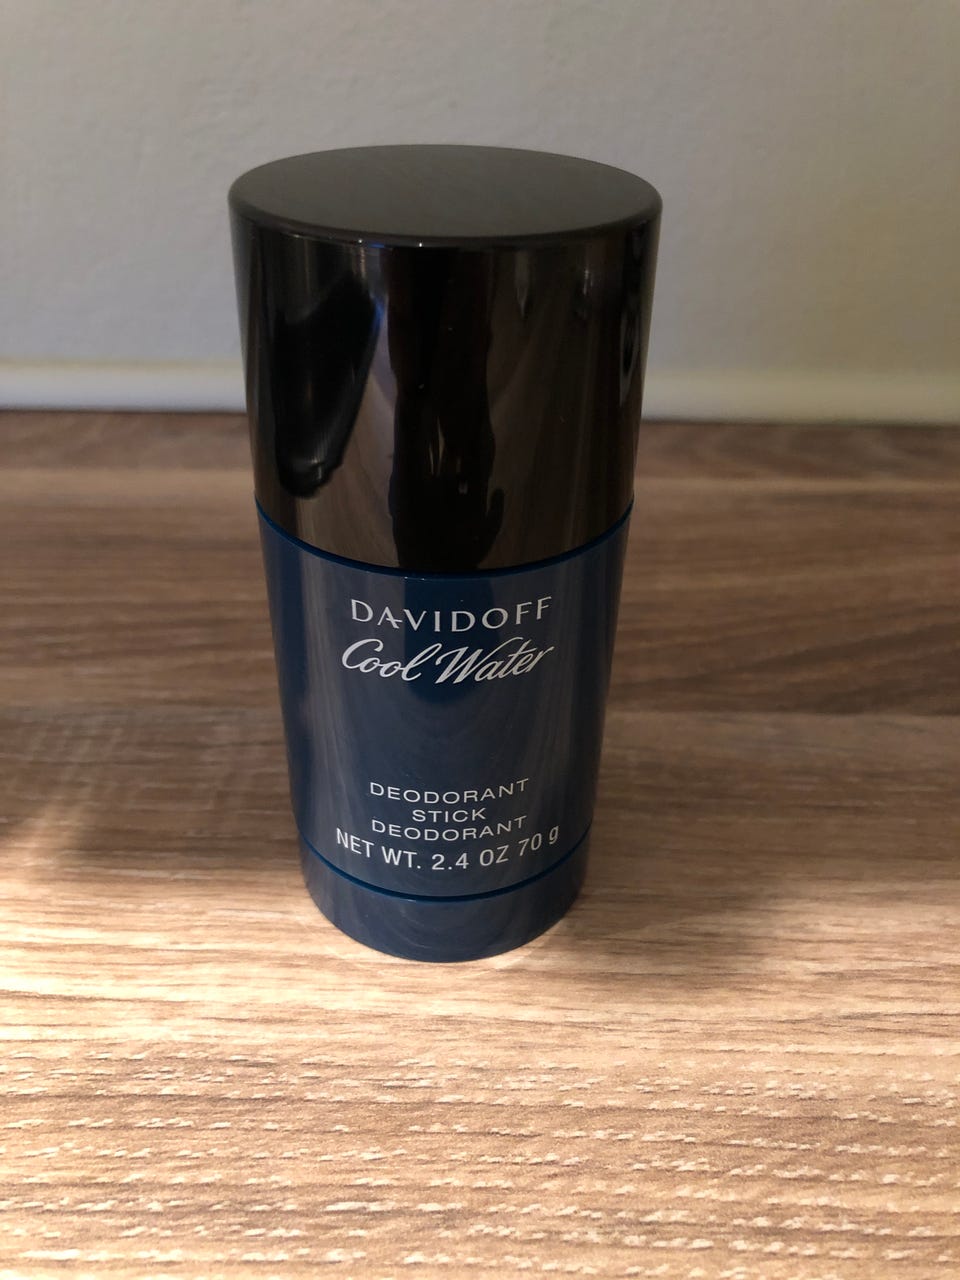 DAVIDOFF
Cool Water
DEODORANT
STICK
DEODORANT
NET WT. 2.4 OZ 70 g